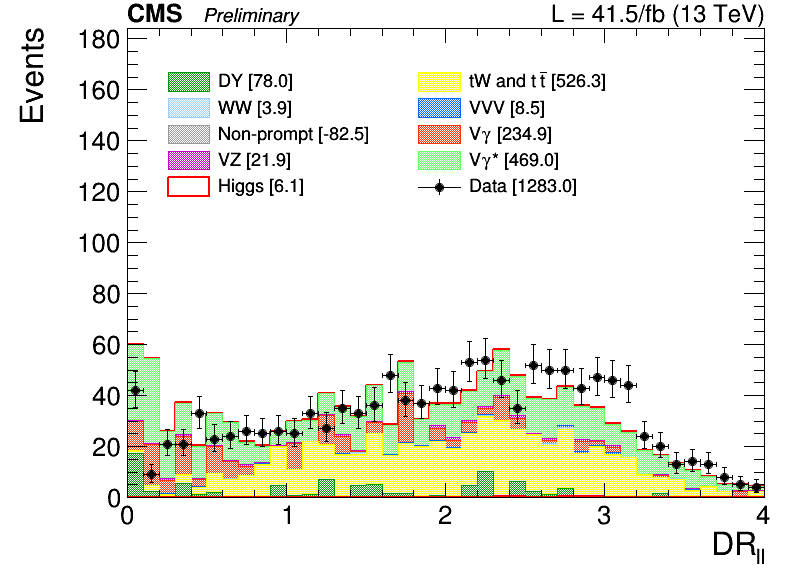 CMS Preliminary L = 41.5/fb (13 TeV)
Events
180
160
140
120
100
80
60
40
20
0
DY [78.0]
WW [3.9]
Non-prompt [-82.5]
VZ [21.9]
Higgs [6.1]
tW and tt̄ [526.3]
VVV [8.5]
Vγ [234.9]
Vγ* [469.0]
Data [1283.0]
0 1 2 3 4
DR_ll